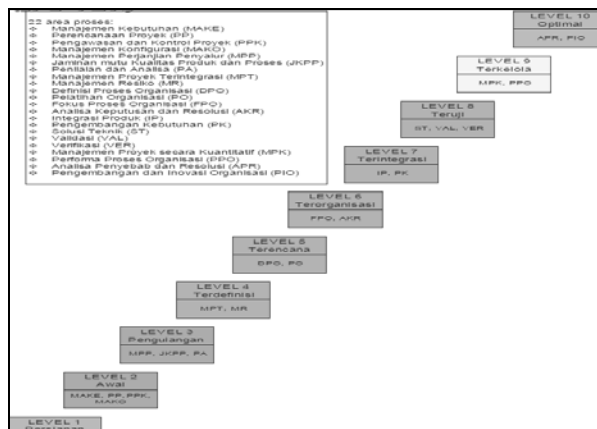 22 area proses:
❖ Manajemen Kebutuhan (MAKE)
❖ Perencanaan Proyek (PP)
❖ Pengawasan dan Kontrol Proyek (PPK)
❖ Manajemen Konfigurasi (MAKO)
❖ Manajemen Perjanjian Penyalur (MPP)
❖ Jaminan mutu Kualitas Produk dan Proses (JKPP)
❖ Penilaian dan Analisa (PA)
❖ Manajemen Proyek Terintegrasi (MPT)
❖ Manajemen Resiko (MR)
❖ Definisi Proses Organisasi (DPO)
❖ Pelatihan Organisasi (PO)
❖ Fokus Proses Organisasi (FPO)
❖ Analisa Keputusan dan Resolusi (AKR)
❖ Integrasi Produk (IP)
❖ Pengembangan Kebutuhan (PK)
❖ Solusi Teknik (ST)
❖ Validasi (VAL)
❖ Verifikasi (VER)
❖ Manajemen Proyek secara Kuantitatif (MPK)
❖ Performa Proses Organisasi (PPO)
❖ Analisa Penyebab dan Resolusi (APR)
❖ Pengembangan dan Inovasi Organisasi (PIO)
LEVEL 10
Optimal
APR, PIO
LEVEL 9
Terkelola
MPK, PPO
LEVEL 8
Teruji
ST, VAL, VER
LEVEL 7
Terintegrasi
IP, PK
LEVEL 6
Terorganisasi
FPO, AKR
LEVEL 5
Terencana
DPO, PO
LEVEL 4
Terdefinisi
MPT, MR
LEVEL 3
Pengulangan
MPP, JKPP, PA
LEVEL 2
Awal
MAKE, PP, PPK,
MAKO
LEVEL 1